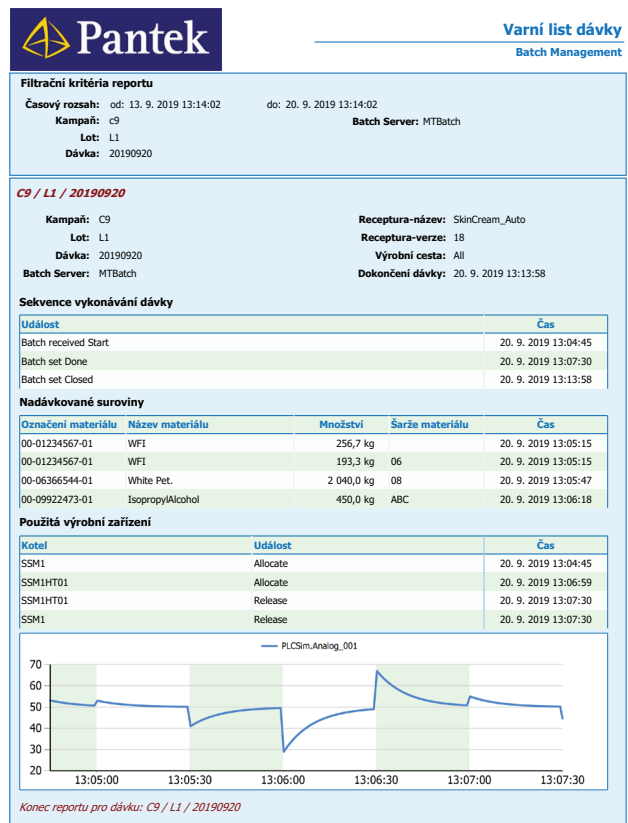 Pantek
Varní list dávky
Batch Management
Filtrační kritéria reportu
Časový rozsah: od: 13. 9. 2019 13:14:02 do: 20. 9. 2019 13:14:02
Kampaň: c9 Batch Server: MTBatch
Lot: L1
Dávka: 20190920
C9 / L1 / 20190920
Kampaň: C9 Receptura-název: SkinCream_Auto
Lot: L1 Receptura-verze: 18
Dávka: 20190920 Výrobní cesta: All
Batch Server: MTBatch Dokončení dávky: 20. 9. 2019 13:13:58
Sekvence vykonávání dávky
Událost Čas
Batch received Start 20. 9. 2019 13:04:45
Batch set Done 20. 9. 2019 13:07:30
Batch set Closed 20. 9. 2019 13:13:58
Nadávkované suroviny
Označení materiálu Název materiálu Množství Šarže materiálu Čas
00-01234567-01 WFI 256,7 kg 20. 9. 2019 13:05:15
00-01234567-01 WFI 193,3 kg 06 20. 9. 2019 13:05:15
00-06366544-01 White Pet. 2 040,0 kg 08 20. 9. 2019 13:05:47
00-09922473-01 IsopropylAlcohol 450,0 kg ABC 20. 9. 2019 13:06:18
Použitá výrobní zařízení
Kotel Událost Čas
SSM1 Allocate 20. 9. 2019 13:04:45
SSM1HT01 Allocate 20. 9. 2019 13:06:59
SSM1HT01 Release 20. 9. 2019 13:07:30
SSM1 Release 20. 9. 2019 13:07:30
PLCSim.Analog_001
70
60
50
40
30
20
13:05:00 13:05:30 13:06:00 13:06:30 13:07:00 13:07:30
Konec reportu pro dávku: C9 / L1 / 20190920